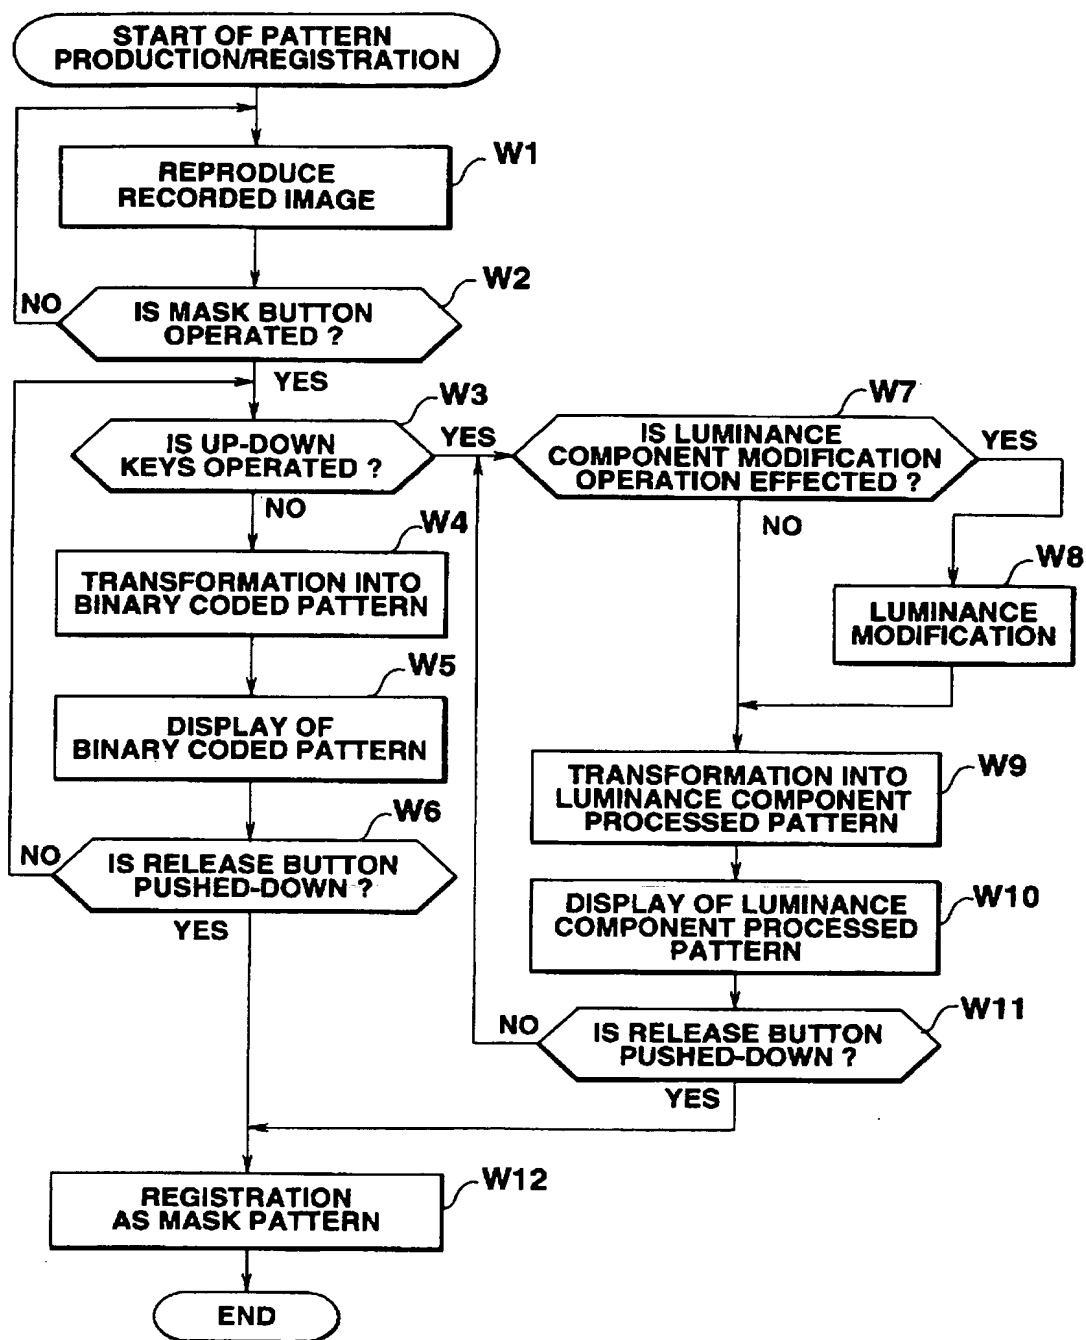 START OF PATTERN
PRODUCTION/REGISTRATION
W1
REPRODUCE
RECORDED IMAGE
W2
NO
IS MASK BUTTON
OPERATED ?
YES
W3
IS UP-DOWN
KEYS OPERATED ?
YES
NO
W4
TRANSFORMATION INTO
BINARY CODED PATTERN
W5
DISPLAY OF
BINARY CODED PATTERN
W6
NO
IS RELEASE BUTTON
PUSHED-DOWN ?
YES
W7
IS LUMINANCE
COMPONENT MODIFICATION
OPERATION EFFECTED ?
YES
NO
W8
LUMINANCE
MODIFICATION
W9
TRANSFORMATION INTO
LUMINANCE COMPONENT
PROCESSED PATTERN
W10
DISPLAY OF LUMINANCE
COMPONENT PROCESSED
PATTERN
W11
NO
IS RELEASE BUTTON
PUSHED-DOWN ?
YES
W12
REGISTRATION
AS MASK PATTERN
END